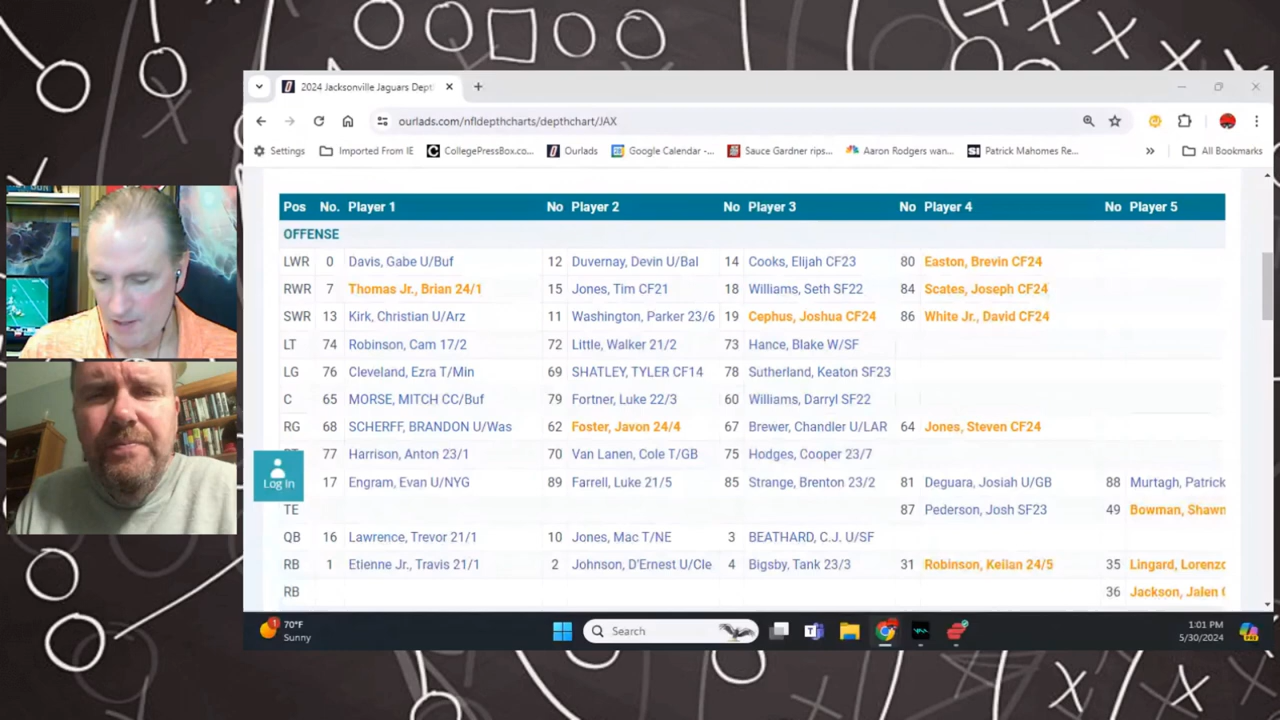 2024 Jacksonville Jaguars Dept
ourlads.com/nfldepthcharts/depthchart/JAX
Settings Imported From IE CollegePressBox.co... Ourlads Google Calendar -... Sauce Gardner rips... Aaron Rodgers wan... Patrick Mahomes Re... » All Bookmarks
Pos No. Player 1 No Player 2 No Player 3 No Player 4 No Player 5
OFFENSE
LWR 0 Davis, Gabe U/Buf 12 Duvernay, Devin U/Bal 14 Cooks, Elijah CF23 80 Easton, Brevin CF24
RWR 7 Thomas Jr., Brian 24/1 15 Jones, Tim CF21 18 Williams, Seth SF22 84 Scates, Joseph CF24
SWR 13 Kirk, Christian U/Arz 11 Washington, Parker 23/6 19 Cephus, Joshua CF24 86 White Jr., David CF24
LT 74 Robinson, Cam 17/2 72 Little, Walker 21/2 73 Hance, Blake W/SF
LG 76 Cleveland, Ezra T/Min 69 SHATLEY, TYLER CF14 78 Sutherland, Keaton SF23
C 65 MORSE, MITCH CC/Buf 79 Fortner, Luke 22/3 60 Williams, Darryl SF22
RG 68 SCHERFF, BRANDON U/Was 62 Foster, Javon 24/4 67 Brewer, Chandler U/LAR 64 Jones, Steven CF24
77 Harrison, Anton 23/1 70 Van Lanen, Cole T/GB 75 Hodges, Cooper 23/7
17 Engram, Evan U/NYG 89 Farrell, Luke 21/5 85 Strange, Brenton 23/2 81 Deguara, Josiah U/GB 88 Murtagh, Patrick
Log In
TE 87 Pederson, Josh SF23 49 Bowman, Shawn
QB 16 Lawrence, Trevor 21/1 10 Jones, Mac T/NE 3 BEATHARD, C.J. U/SF
RB 1 Etienne Jr., Travis 21/1 2 Johnson, D'Ernest U/Cle 4 Bigsby, Tank 23/3 31 Robinson, Keilan 24/5 35 Lingard, Lorenzo
RB 36 Jackson, Jalen
1 70°F
Sunny
Search
1:01 PM
5/30/2024